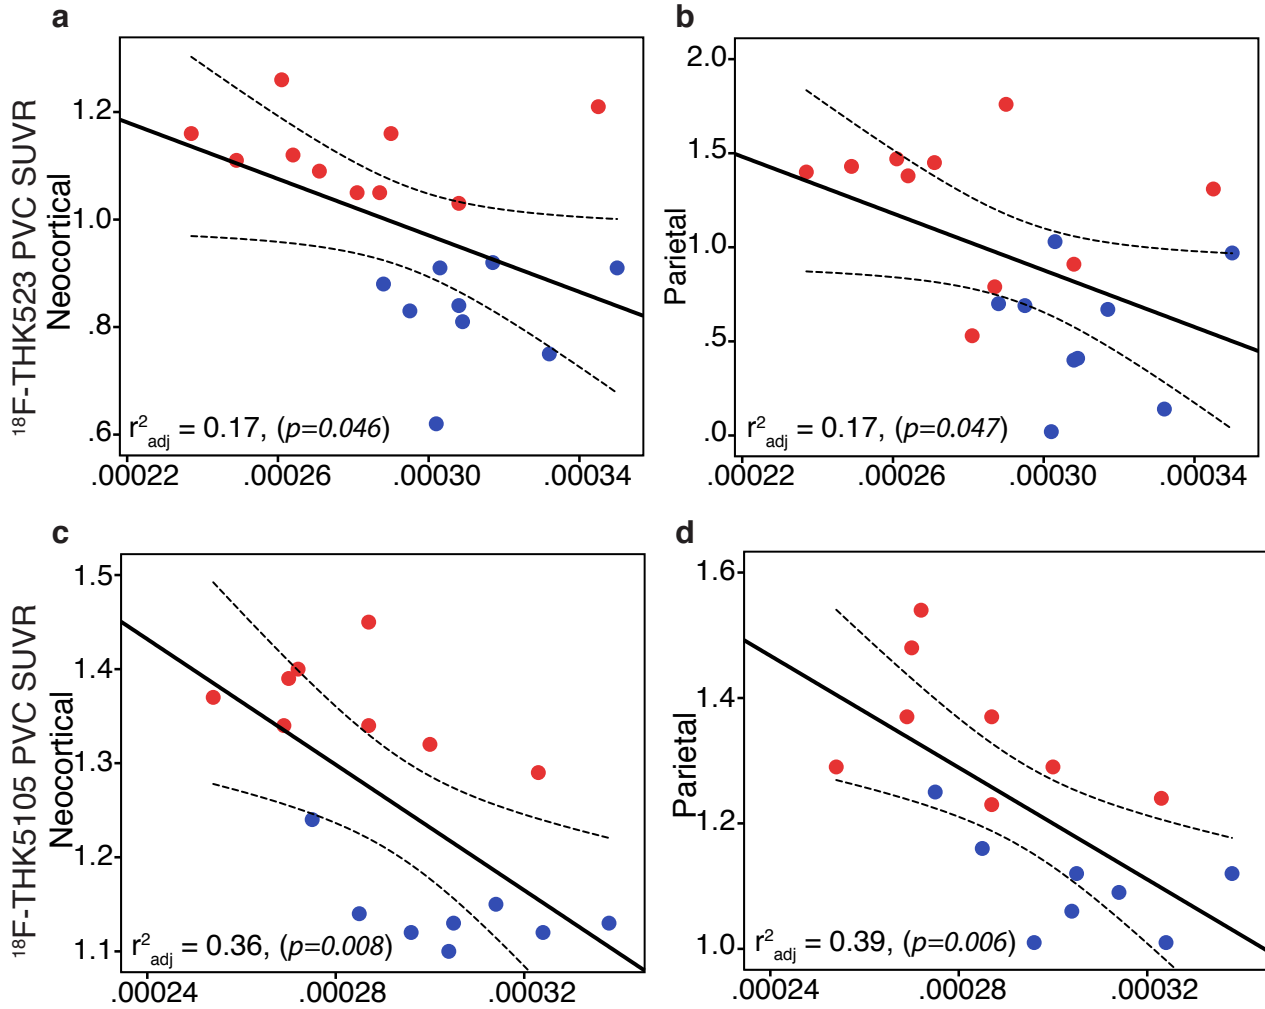 a
¹⁸F-THK523 PVC SUVR
Neocortical
1.2
1.0
.8
.6
r²adj = 0.17, (p=0.046)
.00022 .00026 .00030 .00034
b
Parietal
2.0
1.5
1.0
.5
.0
r²adj = 0.17, (p=0.047)
.00022 .00026 .00030 .00034
c
¹⁸F-THK5105 PVC SUVR
Neocortical
1.5
1.4
1.3
1.2
1.1
r²adj = 0.36, (p=0.008)
.00024 .00028 .00032
d
Parietal
1.6
1.4
1.2
1.0
r²adj = 0.39, (p=0.006)
.00024 .00028 .00032